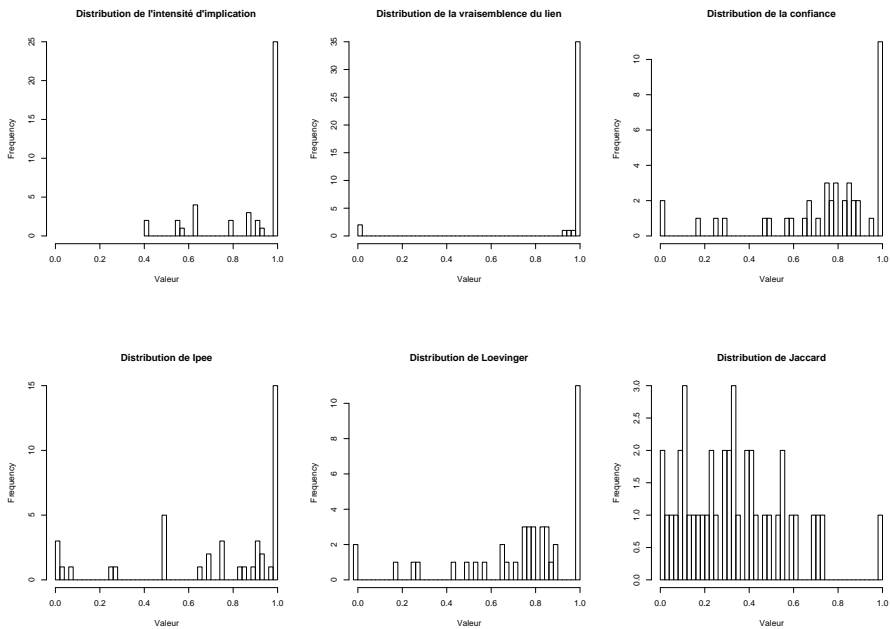 Distribution de l'intensité d'implication
Frequency
0 5 10 15 20 25
0.0 0.2 0.4 0.6 0.8 1.0
Valeur
Distribution de la vraisemblence du lien
Frequency
0 5 10 15 20 25 30 35
0.0 0.2 0.4 0.6 0.8 1.0
Valeur
Distribution de la confiance
Frequency
0 2 4 6 8 10
0.0 0.2 0.4 0.6 0.8 1.0
Valeur
Distribution de Ipee
Frequency
0 5 10 15
0.0 0.2 0.4 0.6 0.8 1.0
Valeur
Distribution de Loevinger
Frequency
0 2 4 6 8 10
0.0 0.2 0.4 0.6 0.8 1.0
Valeur
Distribution de Jaccard
Frequency
0.0 0.5 1.0 1.5 2.0 2.5 3.0
0.0 0.2 0.4 0.6 0.8 1.0
Valeur